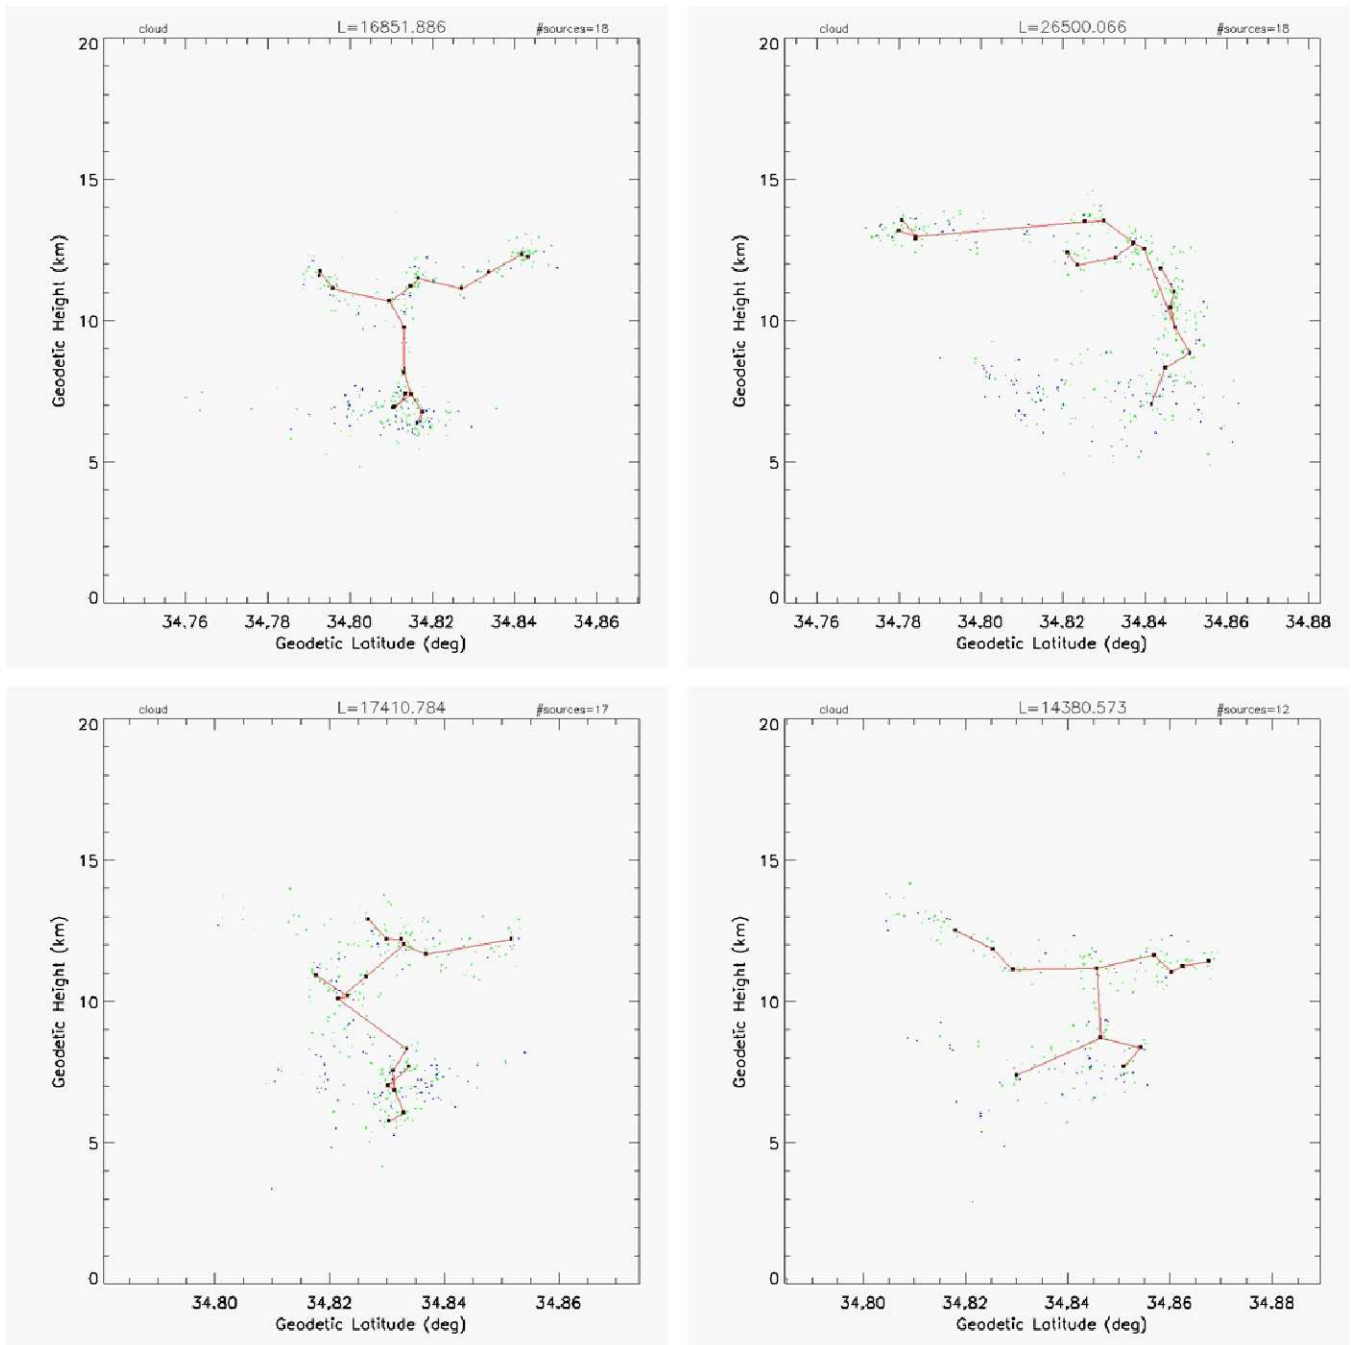 cloud L=16851.886 #sources=18
20
15
10
5
0
Geodetic Height (km)
34.76 34.78 34.80 34.82 34.84 34.86
Geodetic Latitude (deg)
cloud L=26500.066 #sources=18
20
15
10
5
0
Geodetic Height (km)
34.76 34.78 34.80 34.82 34.84 34.86 34.88
Geodetic Latitude (deg)
cloud L=17410.784 #sources=17
20
15
10
5
0
Geodetic Height (km)
34.80 34.82 34.84 34.86
Geodetic Latitude (deg)
cloud L=14380.573 #sources=12
20
15
10
5
0
Geodetic Height (km)
34.80 34.82 34.84 34.86 34.88
Geodetic Latitude (deg)